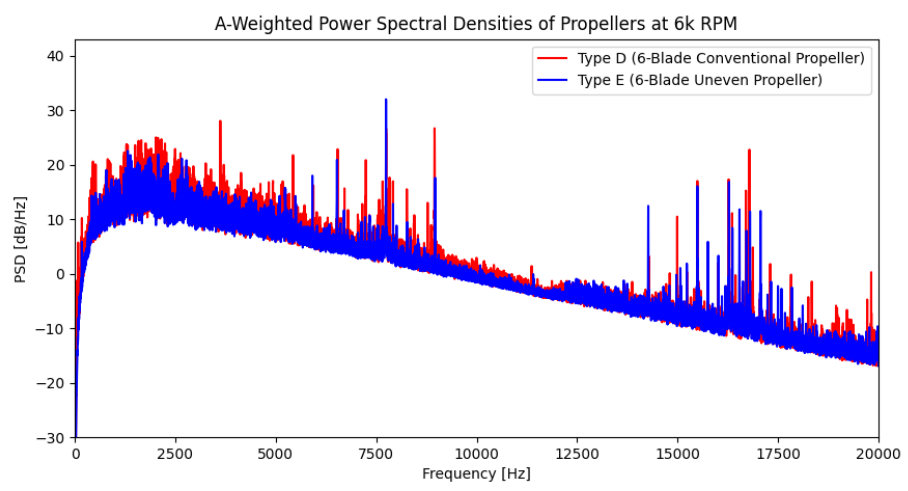 A-Weighted Power Spectral Densities of Propellers at 6k RPM
Type D (6-Blade Conventional Propeller)
Type E (6-Blade Uneven Propeller)
PSD [dB/Hz]
40
30
20
10
0
−10
−20
−30
0 2500 5000 7500 10000 12500 15000 17500 20000
Frequency [Hz]